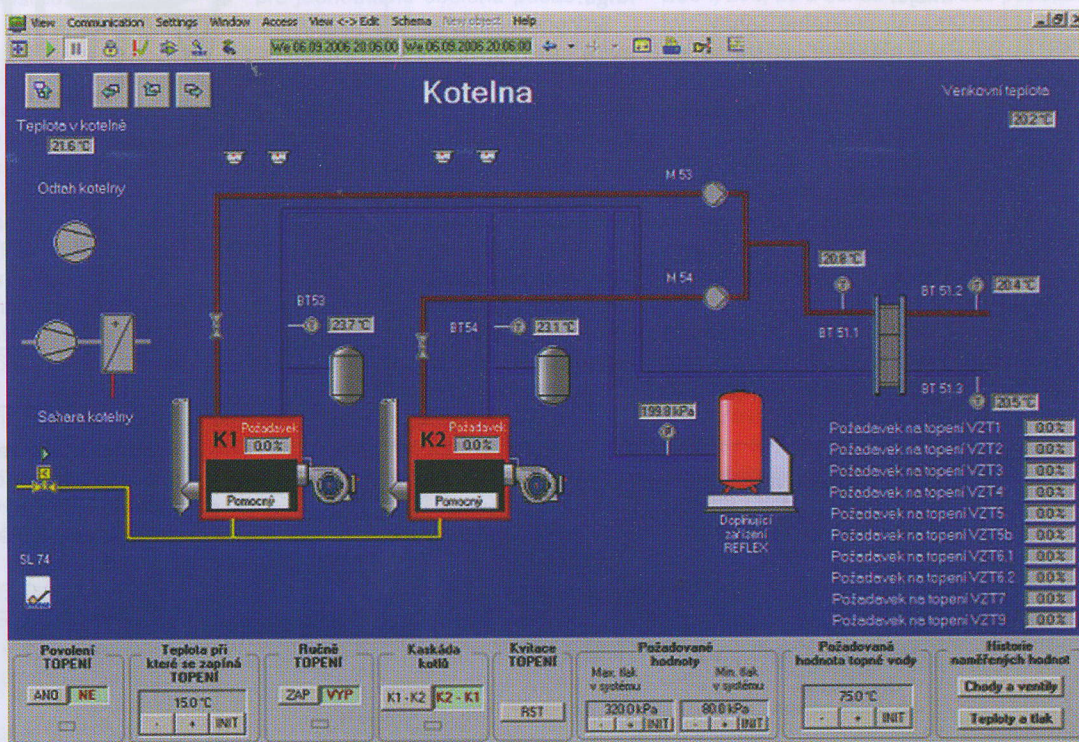 View Communication Settings Window Access View <-> Edit Schema New object Help
We 06.09.2006 20:06:00 We 06.09.2006 20:06:00
Kotelna
Venkovní teplota
20.2 °C
Teplota v kotelně
21.6 °C
Odtah kotelny
M 53
M 54
20.8 °C
BT 51.2
20.4 °C
BT53
23.7 °C
BT54
23.1 °C
BT 51.1
BT 51.3
20.5 °C
Sahara kotelny
199.8 kPa
K1
Požadavek
0.0 %
Pomocný
K2
Požadavek
0.0 %
Pomocný
Doplňující
zařízení
REFLEX
Požadavek na topení VZT1 0.0 %
Požadavek na topení VZT2 0.0 %
Požadavek na topení VZT3 0.0 %
Požadavek na topení VZT4 0.0 %
Požadavek na topení VZT5 0.0 %
Požadavek na topení VZT5b 0.0 %
Požadavek na topení VZT6.1 0.0 %
Požadavek na topení VZT6.2 0.0 %
Požadavek na topení VZT7 0.0 %
Požadavek na topení VZT9 0.0 %
SL 74
Povolení
TOPENÍ
ANO NE
Teplota při
které se zapíná
TOPENÍ
15.0 °C
- + INIT
Ručně
TOPENÍ
ZAP VYP
Kaskáda
kotlů
K1 - K2 K2 - K1
Kvitace
TOPENÍ
RST
Požadované
hodnoty
Max. tlak
v systému
320.0 kPa
- + INIT
Min. tlak
v systému
80.0 kPa
- + INIT
Požadovaná
hodnota topné vody
75.0 °C
- + INIT
Historie
naměřených hodnot
Chody a ventily
Teploty a tlak